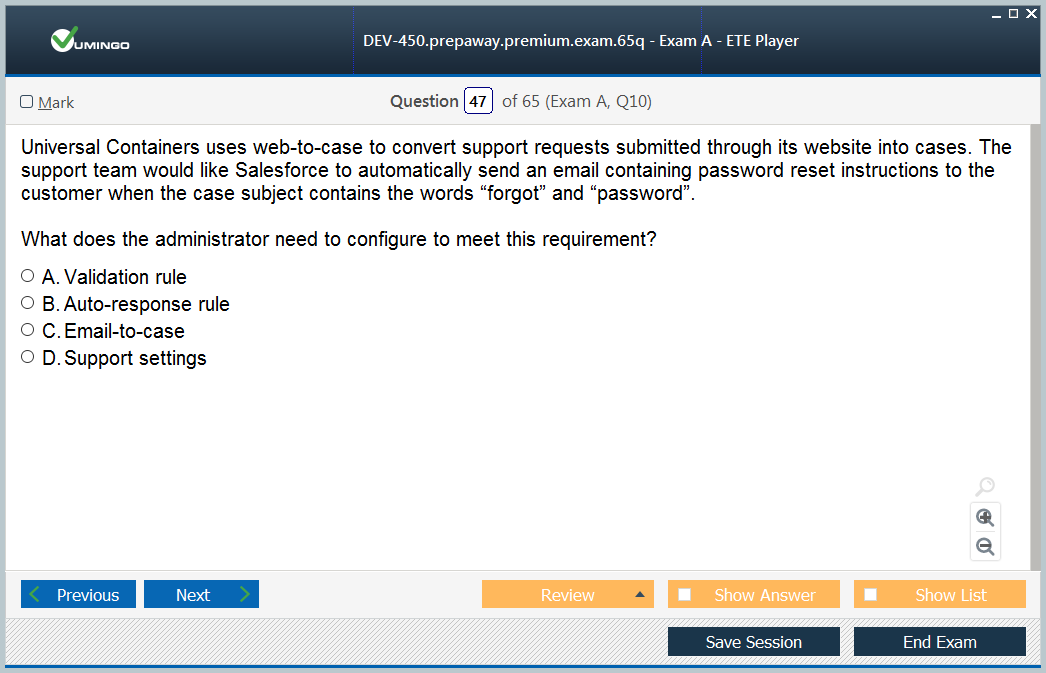 VUMINGO
DEV-450.prepaway.premium.exam.65q - Exam A - ETE Player
Mark
Question 47 of 65 (Exam A, Q10)
Universal Containers uses web-to-case to convert support requests submitted through its website into cases. The
support team would like Salesforce to automatically send an email containing password reset instructions to the
customer when the case subject contains the words “forgot” and “password”.
What does the administrator need to configure to meet this requirement?
A. Validation rule
B. Auto-response rule
C. Email-to-case
D. Support settings
Previous
Next
Review
Show Answer
Show List
Save Session
End Exam